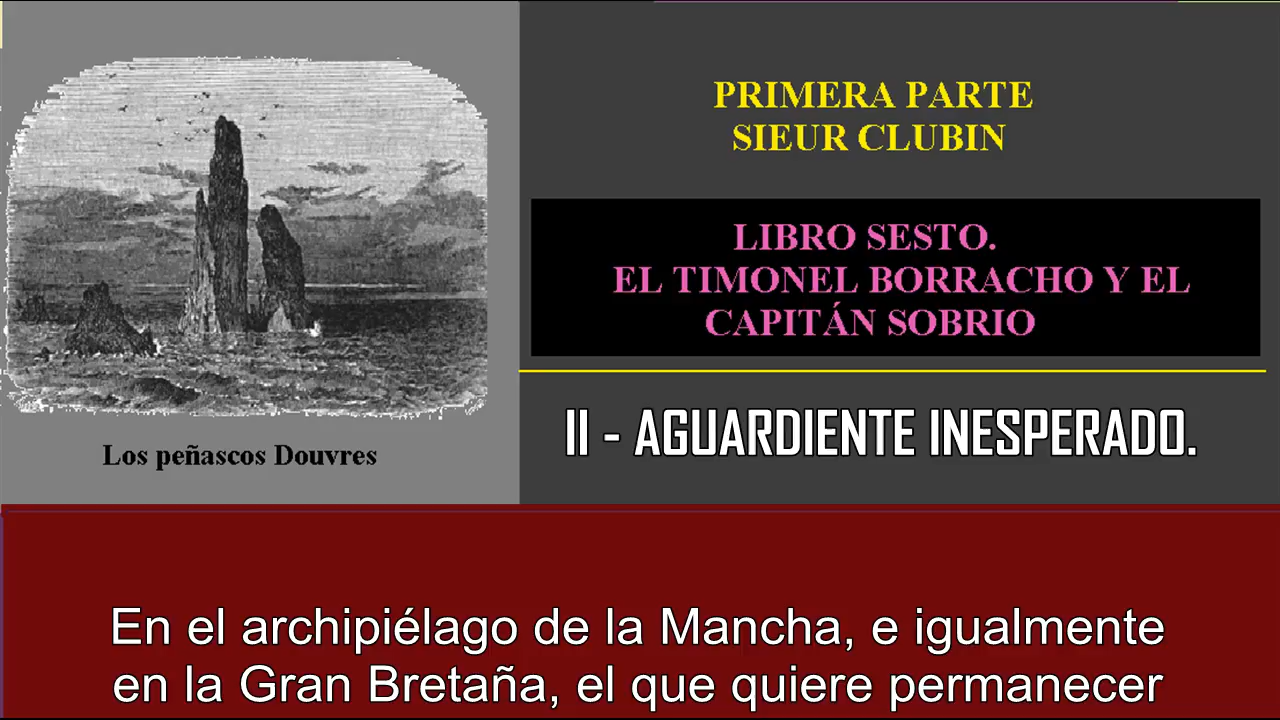 PRIMERA PARTE
SIEUR CLUBIN
LIBRO SESTO.
EL TIMONEL BORRACHO Y EL
CAPITÁN SOBRIO
II - AGUARDIENTE INESPERADO.
Los peñascos Douvres
En el archipiélago de la Mancha, e igualmente
en la Gran Bretaña, el que quiere permanecer